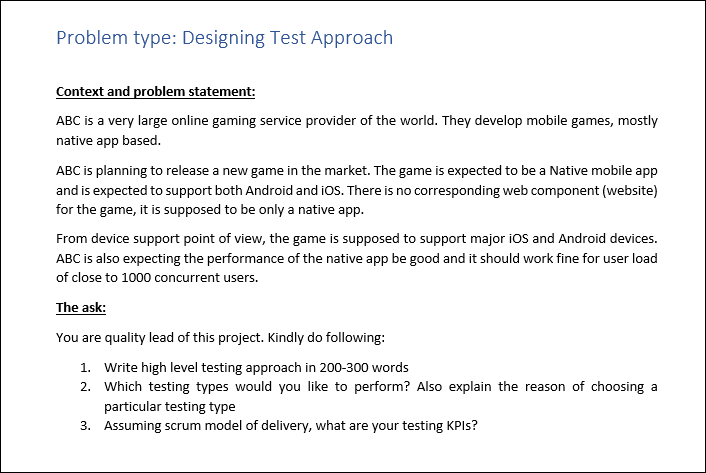 Problem type: Designing Test Approach
Context and problem statement:
ABC is a very large online gaming service provider of the world. They develop mobile games, mostly
native app based.
ABC is planning to release a new game in the market. The game is expected to be a Native mobile app
and is expected to support both Android and iOS. There is no corresponding web component (website)
for the game, it is supposed to be only a native app.
From device support point of view, the game is supposed to support major iOS and Android devices.
ABC is also expecting the performance of the native app be good and it should work fine for user load
of close to 1000 concurrent users.
The ask:
You are quality lead of this project. Kindly do following:
1. Write high level testing approach in 200-300 words
2. Which testing types would you like to perform? Also explain the reason of choosing a
particular testing type
3. Assuming scrum model of delivery, what are your testing KPIs?